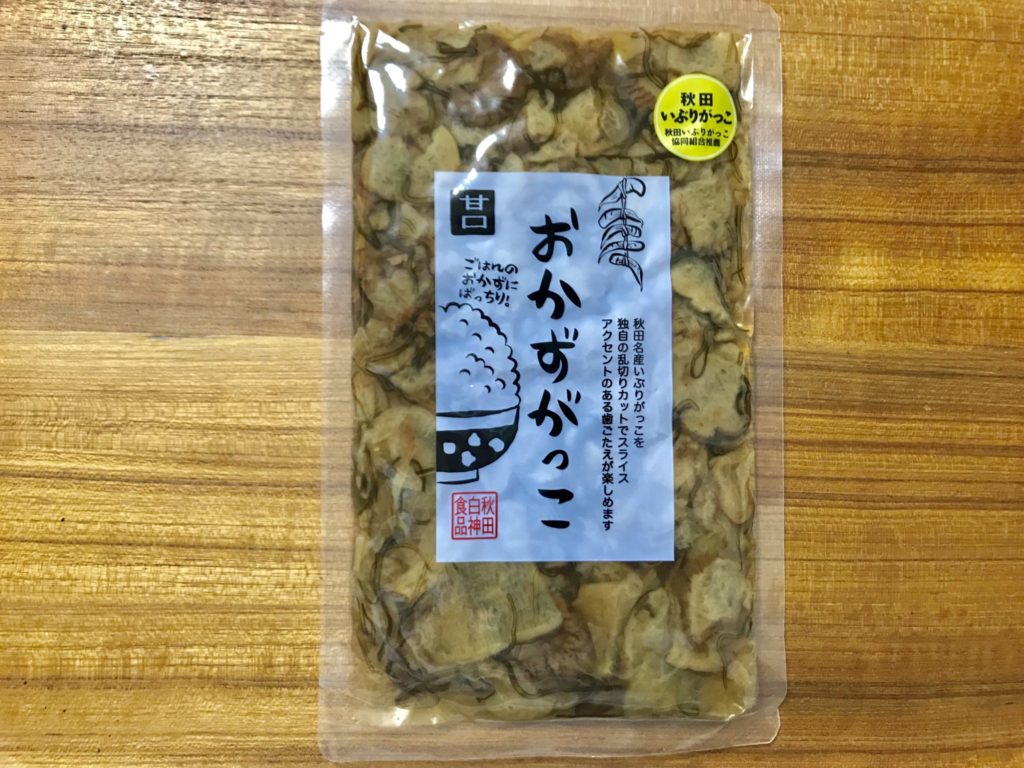 秋田
いぶりがっこ
秋田いぶりがっこ
協同組合推薦
甘口
おかずがっこ
ごはんの
おかずに
ばっちり！
秋田名産いぶりがっこを
独自の乱切りカットでスライス
アクセントのある歯ごたえが楽しめます
秋田
白神
食品